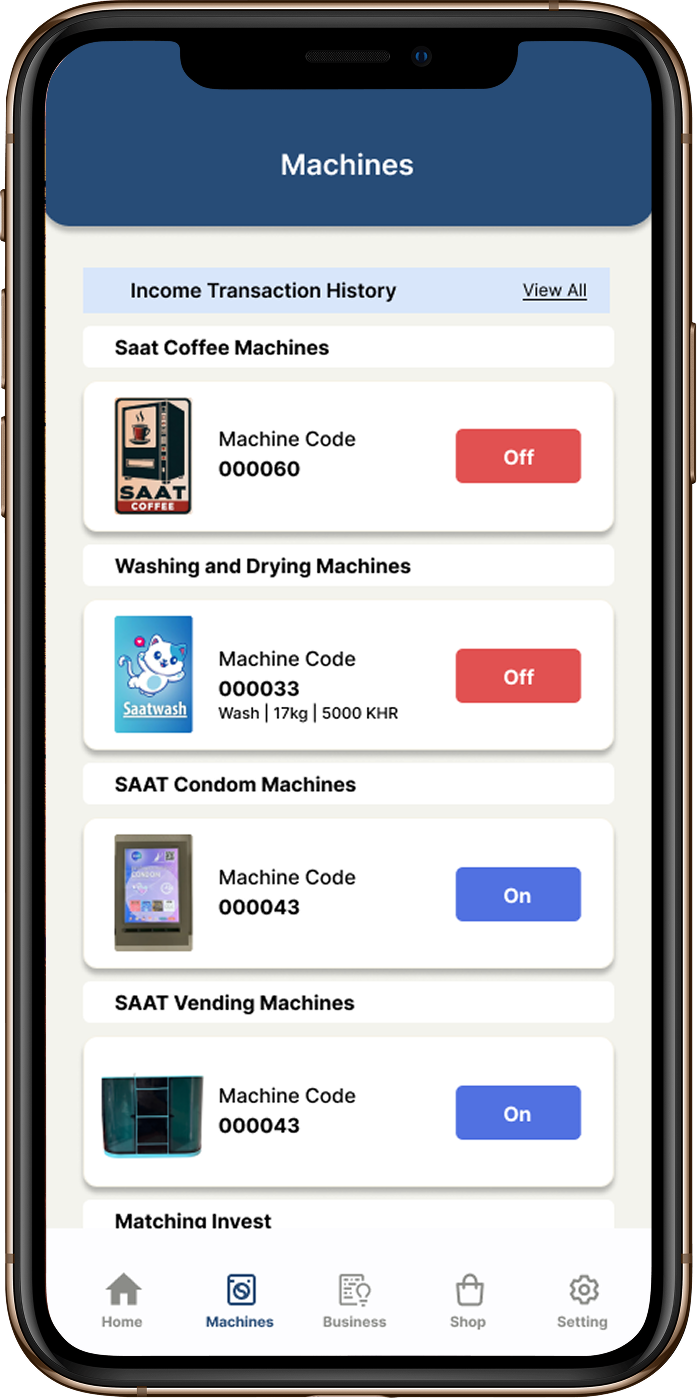 Machines
Income Transaction History View All
Saat Coffee Machines
SAAT
COFFEE
Machine Code
000060
Off
Washing and Drying Machines
Saatwash
Machine Code
000033
Wash | 17kg | 5000 KHR
Off
SAAT Condom Machines
CONDOM
Machine Code
000043
On
SAAT Vending Machines
Machine Code
000043
On
Matching Invest
Home Machines Business Shop Setting